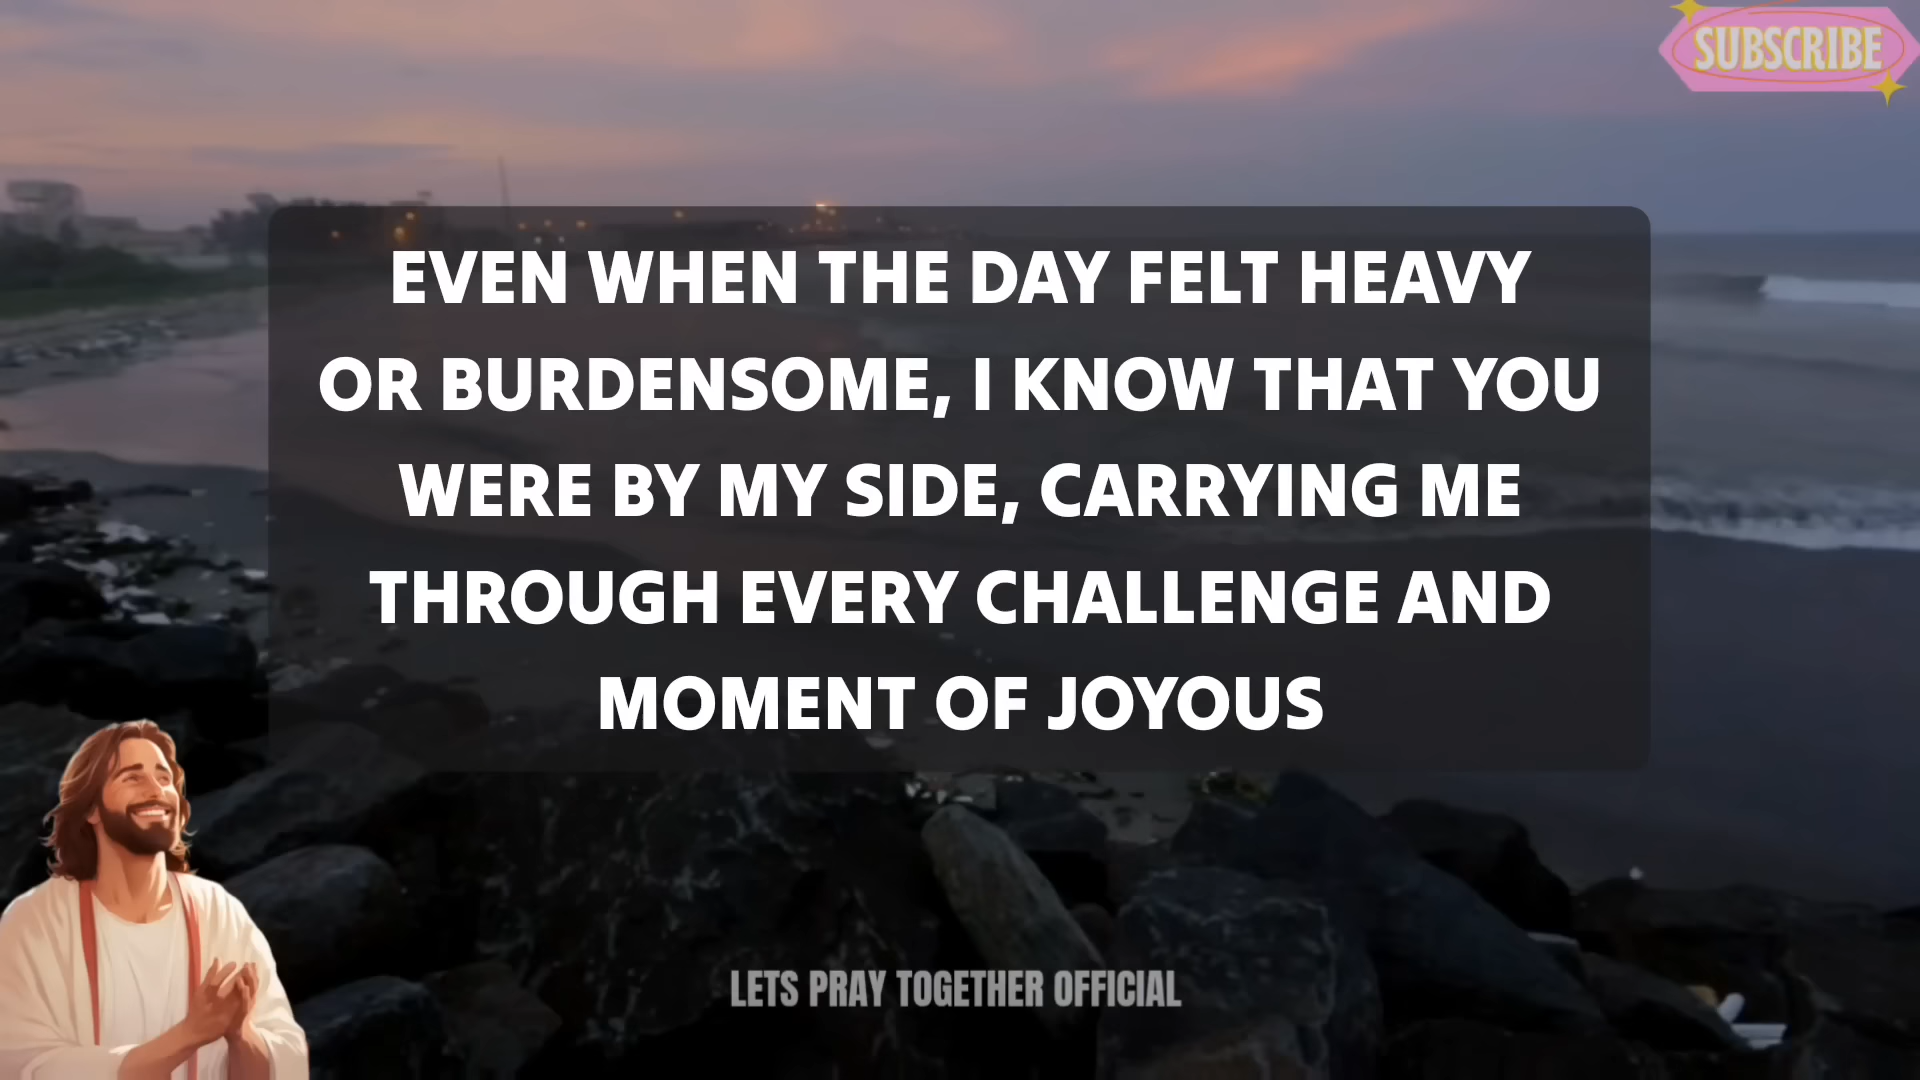 SUBSCRIBE
EVEN WHEN THE DAY FELT HEAVY
OR BURDENSOME, I KNOW THAT YOU
WERE BY MY SIDE, CARRYING ME
THROUGH EVERY CHALLENGE AND
MOMENT OF JOYOUS
LETS PRAY TOGETHER OFFICIAL